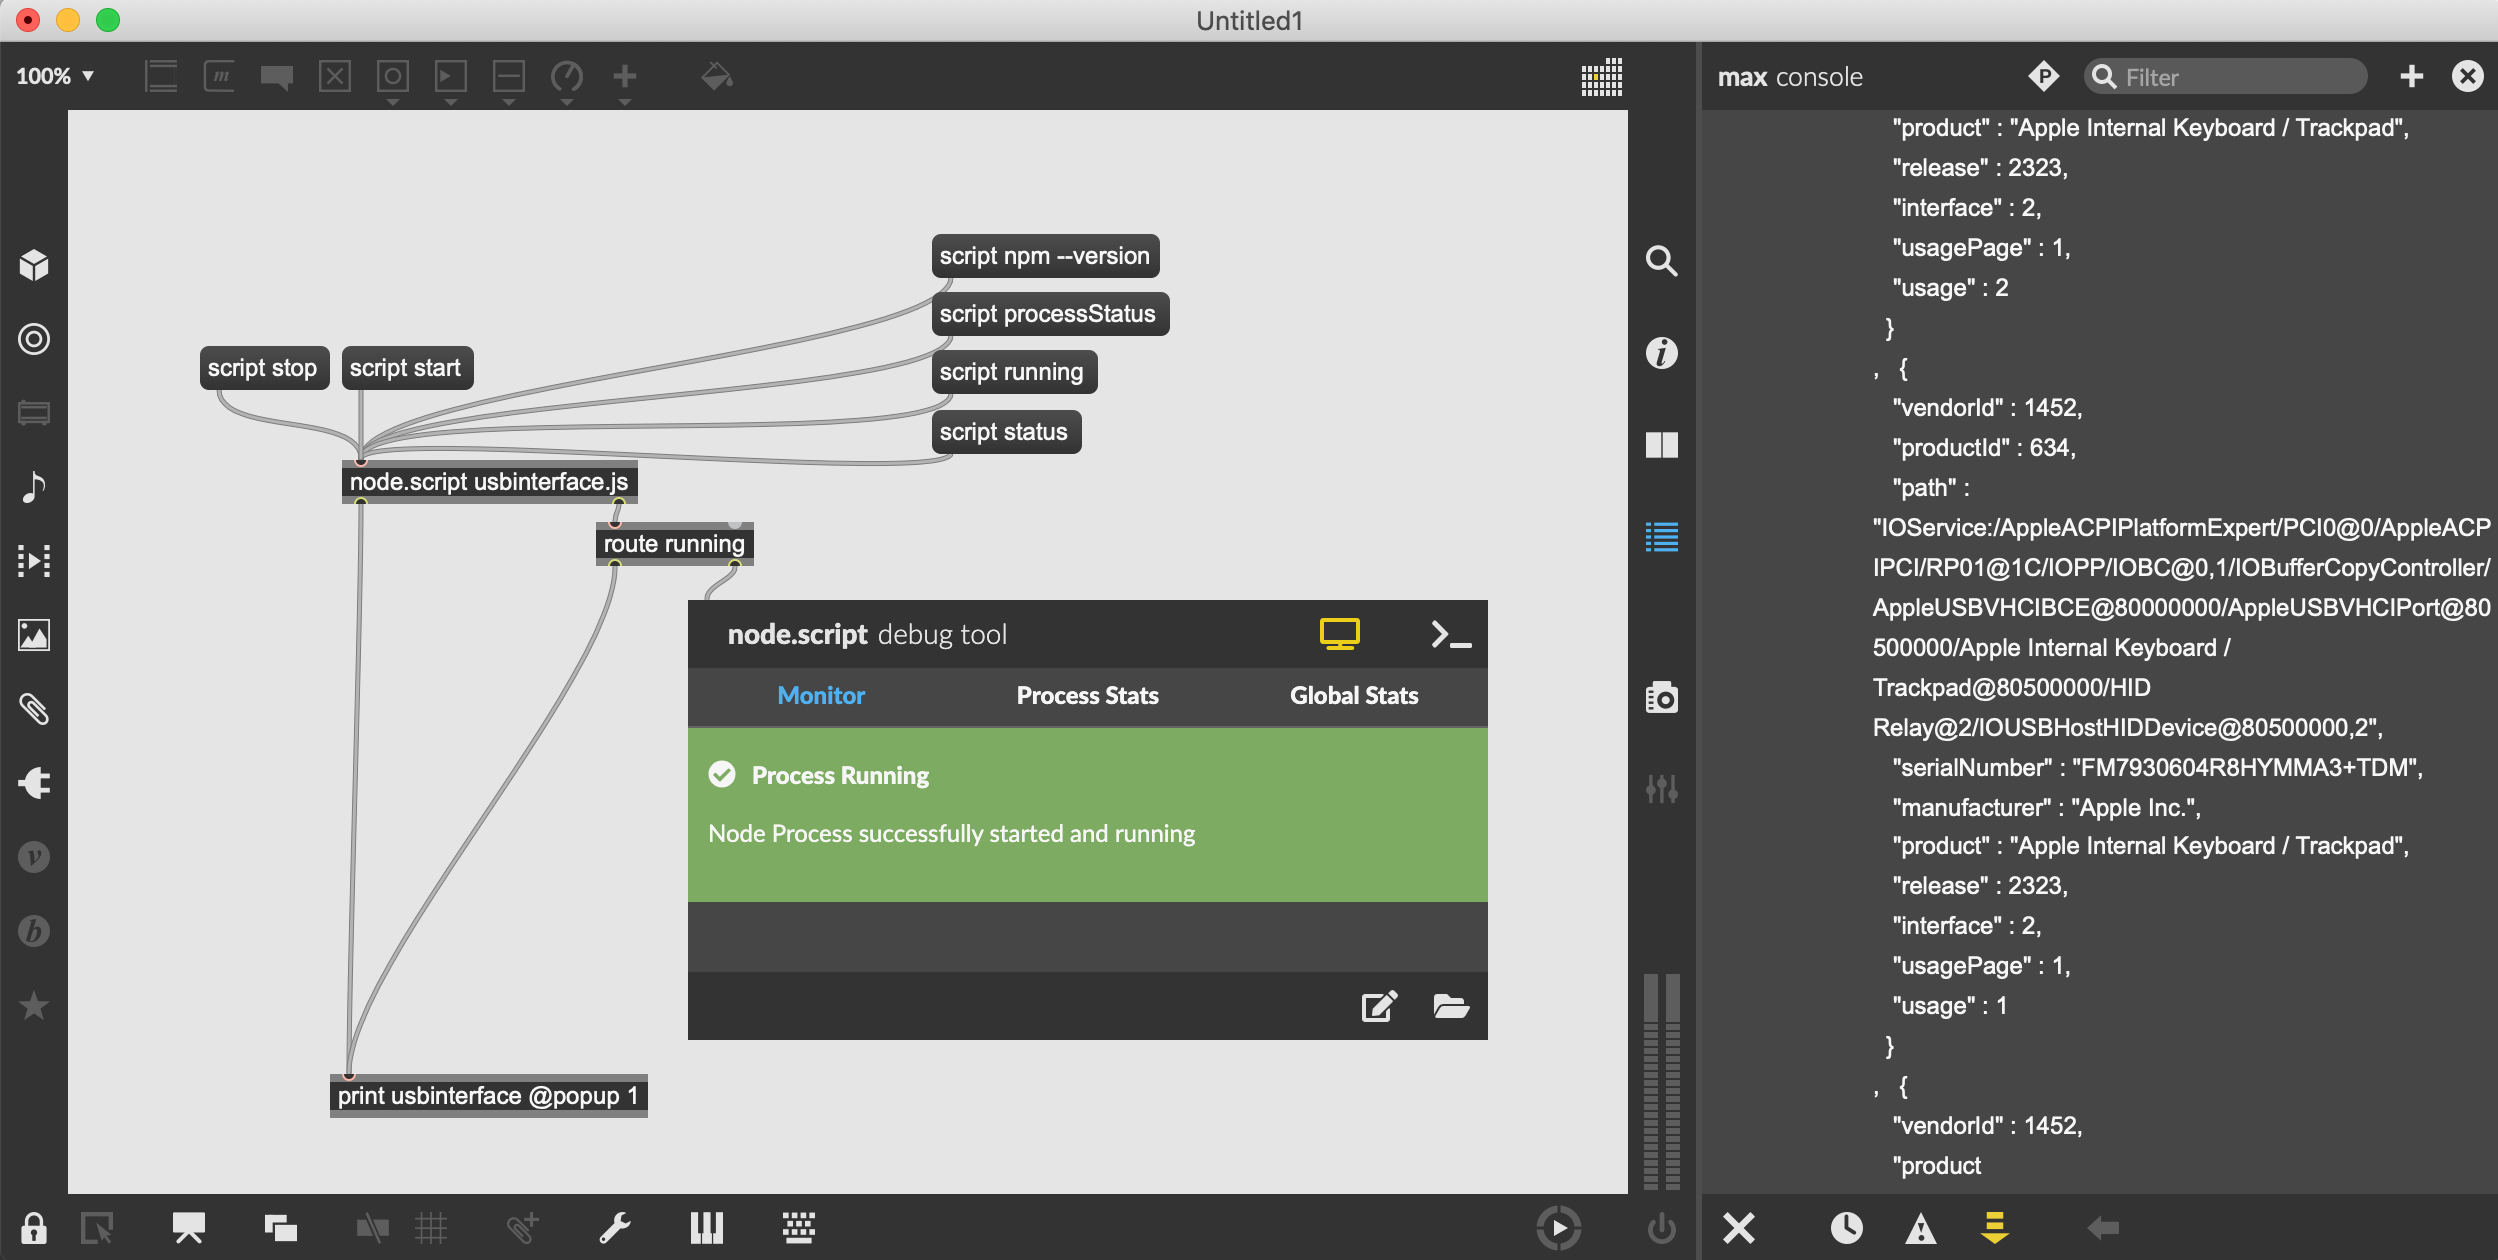 Untitled1
100%
m
max console
P
Filter
script npm --version
script processStatus
script running
script status
script stop
script start
node.script usbinterface.js
route running
node.script debug tool
Monitor
Process Stats
Global Stats
Process Running
Node Process successfully started and running
print usbinterface @popup 1
i
v
b
"product" : "Apple Internal Keyboard / Trackpad",
"release" : 2323,
"interface" : 2,
"usagePage" : 1,
"usage" : 2
}
, {
"vendorId" : 1452,
"productId" : 634,
"path" :
"IOService:/AppleACPIPlatformExpert/PCI0@0/AppleACP
IPCI/RP01@1C/IOPP/IOBC@0,1/IOBufferCopyController/
AppleUSBVHCIBCE@80000000/AppleUSBVHCIPort@80
500000/Apple Internal Keyboard /
Trackpad@80500000/HID
Relay@2/IOUSBHostHIDDevice@80500000,2",
"serialNumber" : "FM7930604R8HYMMA3+TDM",
"manufacturer" : "Apple Inc.",
"product" : "Apple Internal Keyboard / Trackpad",
"release" : 2323,
"interface" : 2,
"usagePage" : 1,
"usage" : 1
}
, {
"vendorId" : 1452,
"product